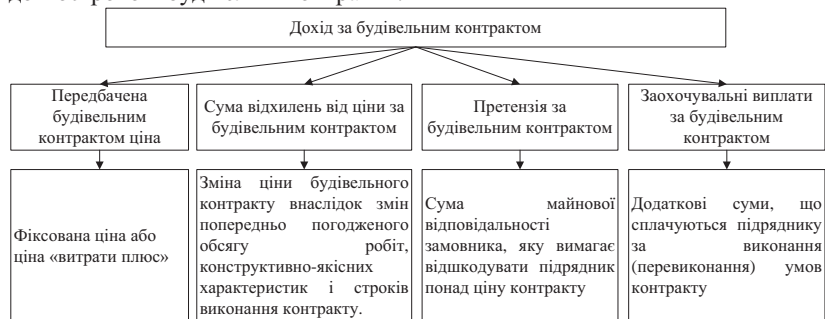 Дохід за будівельним контрактом
Передбачена
будівельним
контрактом ціна
Сума відхилень від ціни за
будівельним контрактом
Претензія за
будівельним контрактом
Заохочувальні виплати
за будівельним
контрактом
Фіксована ціна або
ціна «витрати плюс»
Зміна ціни будівельного
контракту внаслідок змін
попередньо погодженого
обсягу робіт,
конструктивно-якісних
характеристик і строків
виконання контракту.
Сума майнової
відповідальності
замовника, яку вимагає
відшкодувати підрядник
понад ціну контракту
Додаткові суми, що
сплачуються підряднику
за виконання
(перевиконання) умов
контракту